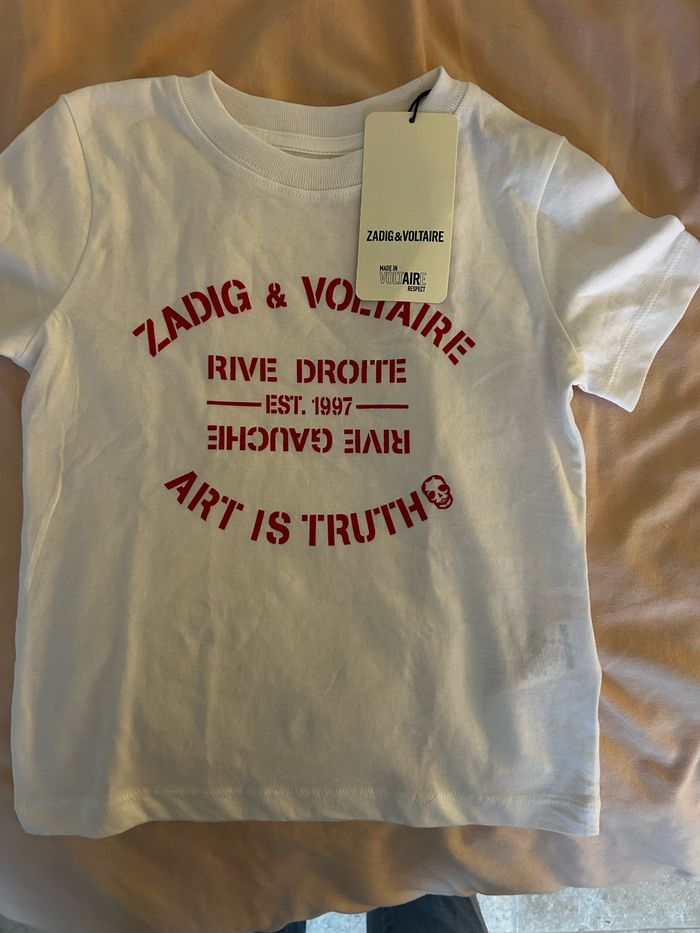 ZADIG&VOLTAIRE
MADE IN
VOLTAIRE
RESPECT
ZADIG & VOLTAIRE
RIVE DROITE
EST. 1997
RIVE GAUCHE
ART IS TRUTH